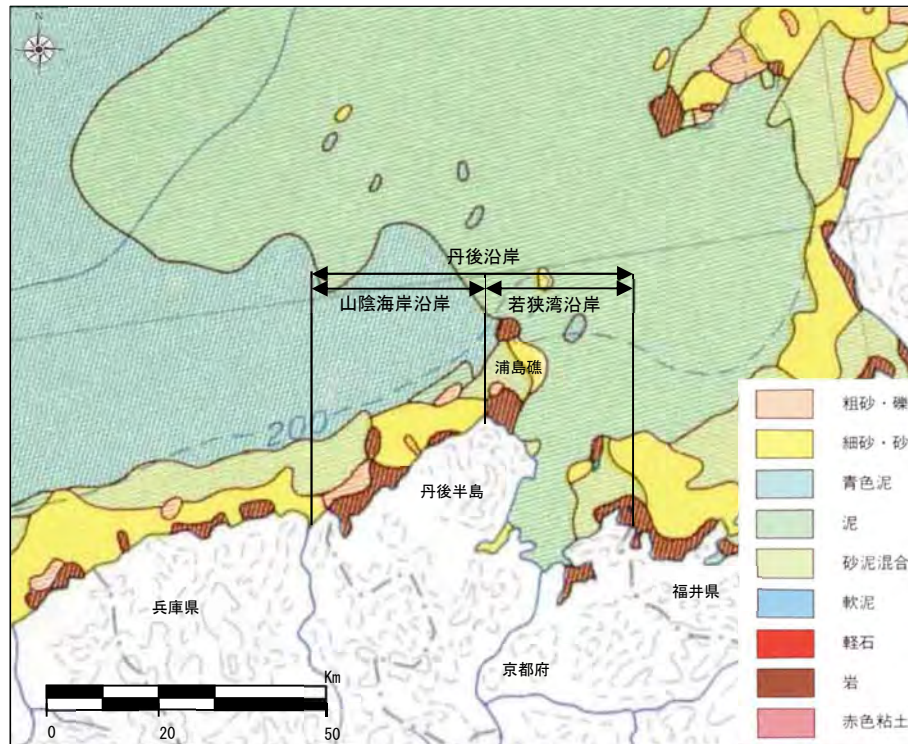 N
丹後沿岸
山陰海岸沿岸
若狭湾沿岸
浦島礁
200
丹後半島
兵庫県
福井県
京都府
Km
0 20 50
粗砂・礫
細砂・砂
青色泥
泥
砂泥混合
軟泥
軽石
岩
赤色粘土